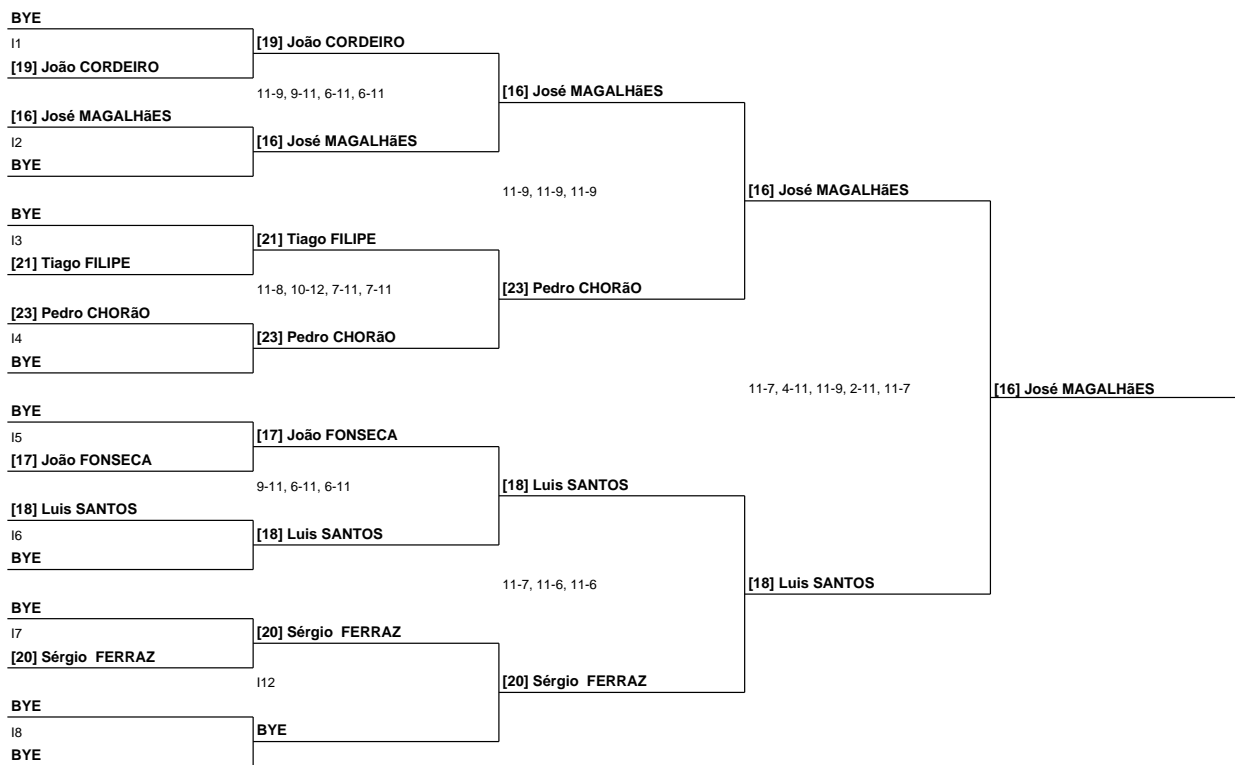 BYE
I1
[19] João CORDEIRO
[16] José MAGALHãES
I2
BYE
BYE
I3
[21] Tiago FILIPE
[23] Pedro CHORãO
I4
BYE
BYE
I5
[17] João FONSECA
[18] Luis SANTOS
I6
BYE
BYE
I7
[20] Sérgio  FERRAZ
BYE
I8
BYE
[19] João CORDEIRO
11-9, 9-11, 6-11, 6-11
[16] José MAGALHãES
[21] Tiago FILIPE
11-8, 10-12, 7-11, 7-11
[23] Pedro CHORãO
[17] João FONSECA
9-11, 6-11, 6-11
[18] Luis SANTOS
[20] Sérgio  FERRAZ
I12
BYE
[16] José MAGALHãES
11-9, 11-9, 11-9
[23] Pedro CHORãO
[18] Luis SANTOS
11-7, 11-6, 11-6
[20] Sérgio  FERRAZ
[16] José MAGALHãES
11-7, 4-11, 11-9, 2-11, 11-7
[18] Luis SANTOS
[16] José MAGALHãES